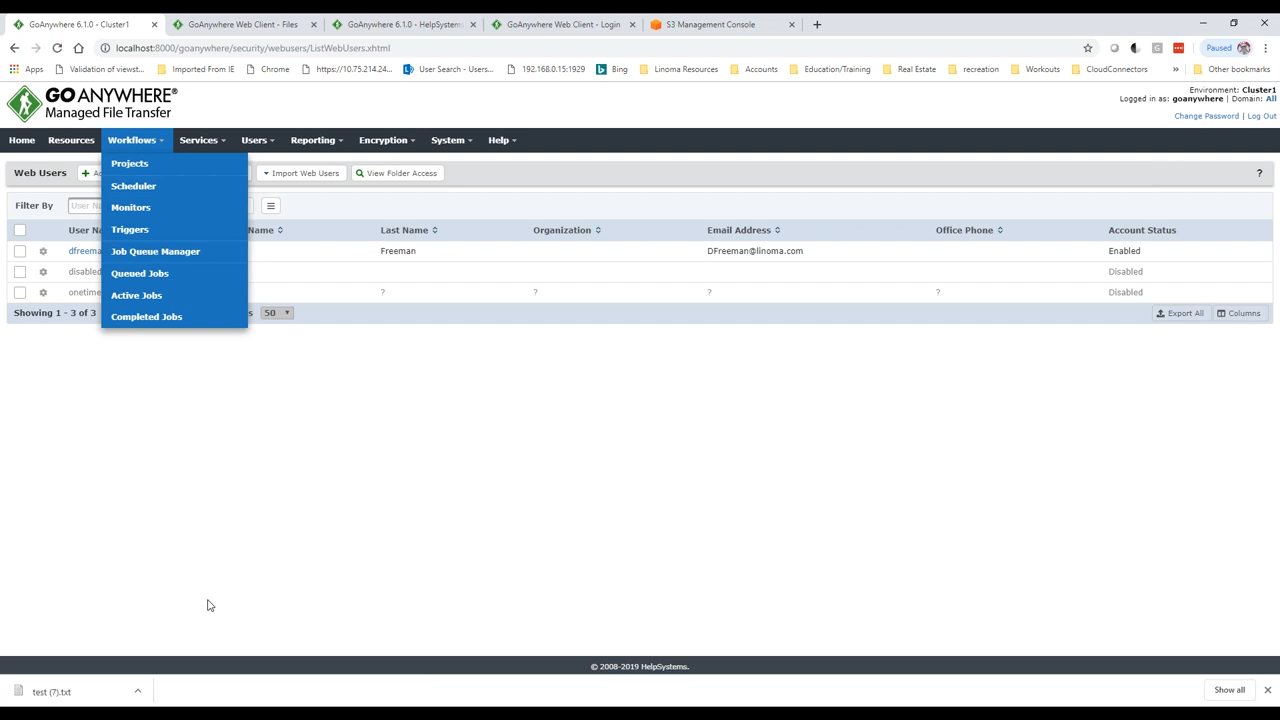 GoAnywhere 6.1.0 - Cluster1
GoAnywhere Web Client - Files
GoAnywhere 6.1.0 - HelpSystems
GoAnywhere Web Client - Login
S3 Management Console
localhost:8000/goanywhere/security/webusers/ListWebUsers.xhtml
Paused
Apps
Validation of viewst...
Imported From IE
Chrome
https://10.75.214.24...
User Search - Users...
192.168.0.15:1929
Bing
Linoma Resources
Accounts
Education/Training
Real Estate
recreation
Workouts
CloudConnectors
»
Other bookmarks
GO ANYWHERE®
Managed File Transfer
Environment: Cluster1
Logged in as: goanywhere | Domain: All
Change Password | Log Out
Home Resources Workflows Services Users Reporting Encryption System Help
Projects
Scheduler
Monitors
Triggers
Job Queue Manager
Queued Jobs
Active Jobs
Completed Jobs
Web Users
Import Web Users
View Folder Access
?
Filter By
User Na
User Na Name Last Name Organization Email Address Office Phone Account Status
dfreema Freeman DFreeman@linoma.com Enabled
disabled Disabled
onetime ? ? ? ? Disabled
Showing 1 - 3 of 3 s 50 Export All Columns
© 2008-2019 HelpSystems.
test (7).txt
Show all